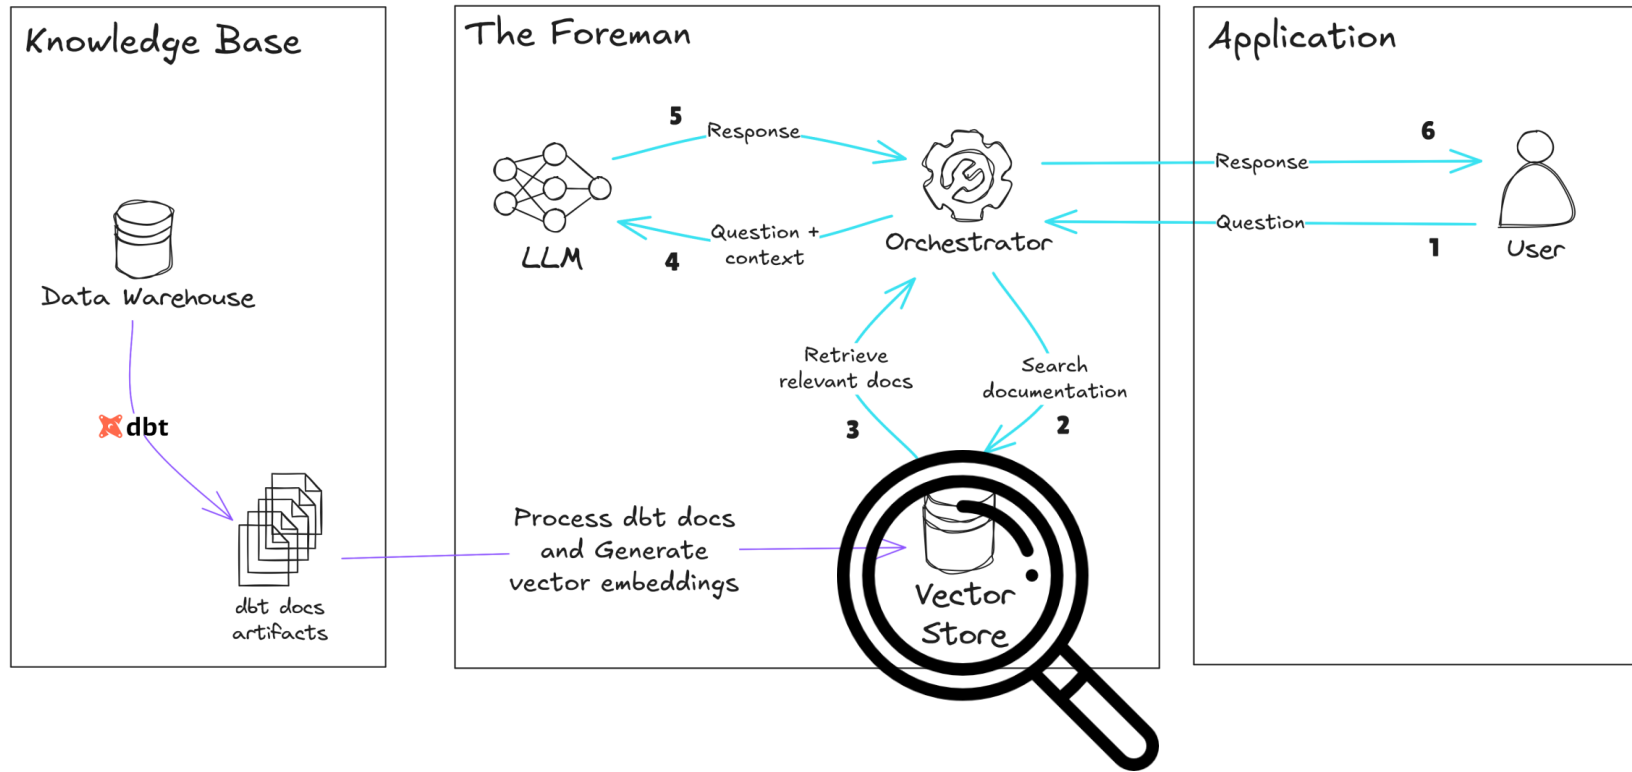 Knowledge Base
Data Warehouse
dbt
dbt docs
artifacts
The Foreman
5
Response
LLM
Question +
context
4
Orchestrator
Retrieve
relevant docs
3
Search
documentation
2
Process dbt docs
and Generate
vector embeddings
Vector
Store
Application
6
Response
Question
1
User